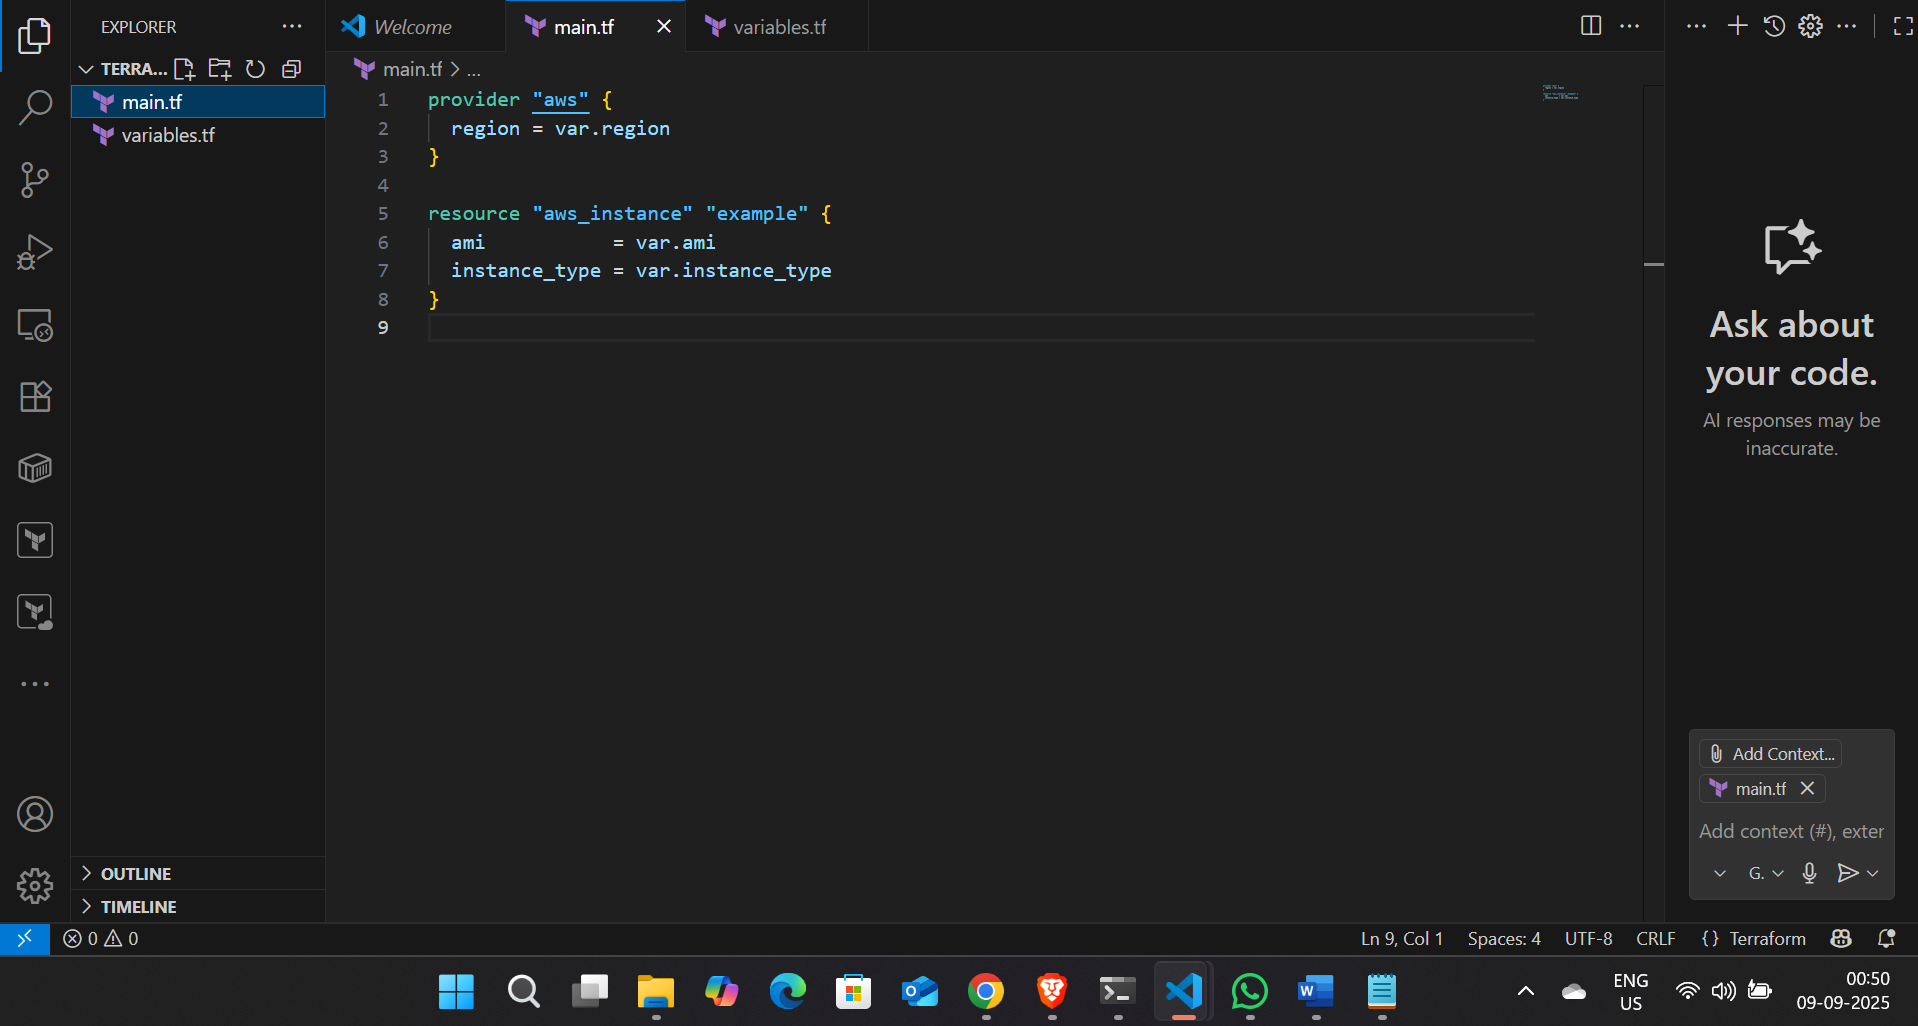 EXPLORER
TERRA...
main.tf
variables.tf
OUTLINE
TIMELINE
Welcome
main.tf
variables.tf
main.tf > ...
1 provider "aws" {
2 region = var.region
3 }
4
5 resource "aws_instance" "example" {
6 ami = var.ami
7 instance_type = var.instance_type
8 }
9
Ask about
your code.
AI responses may be
inaccurate.
Add Context...
main.tf
Add context (#), exter
G.
0 0
Ln 9, Col 1 Spaces: 4 UTF-8 CRLF {} Terraform
ENG
US
00:50
09-09-2025